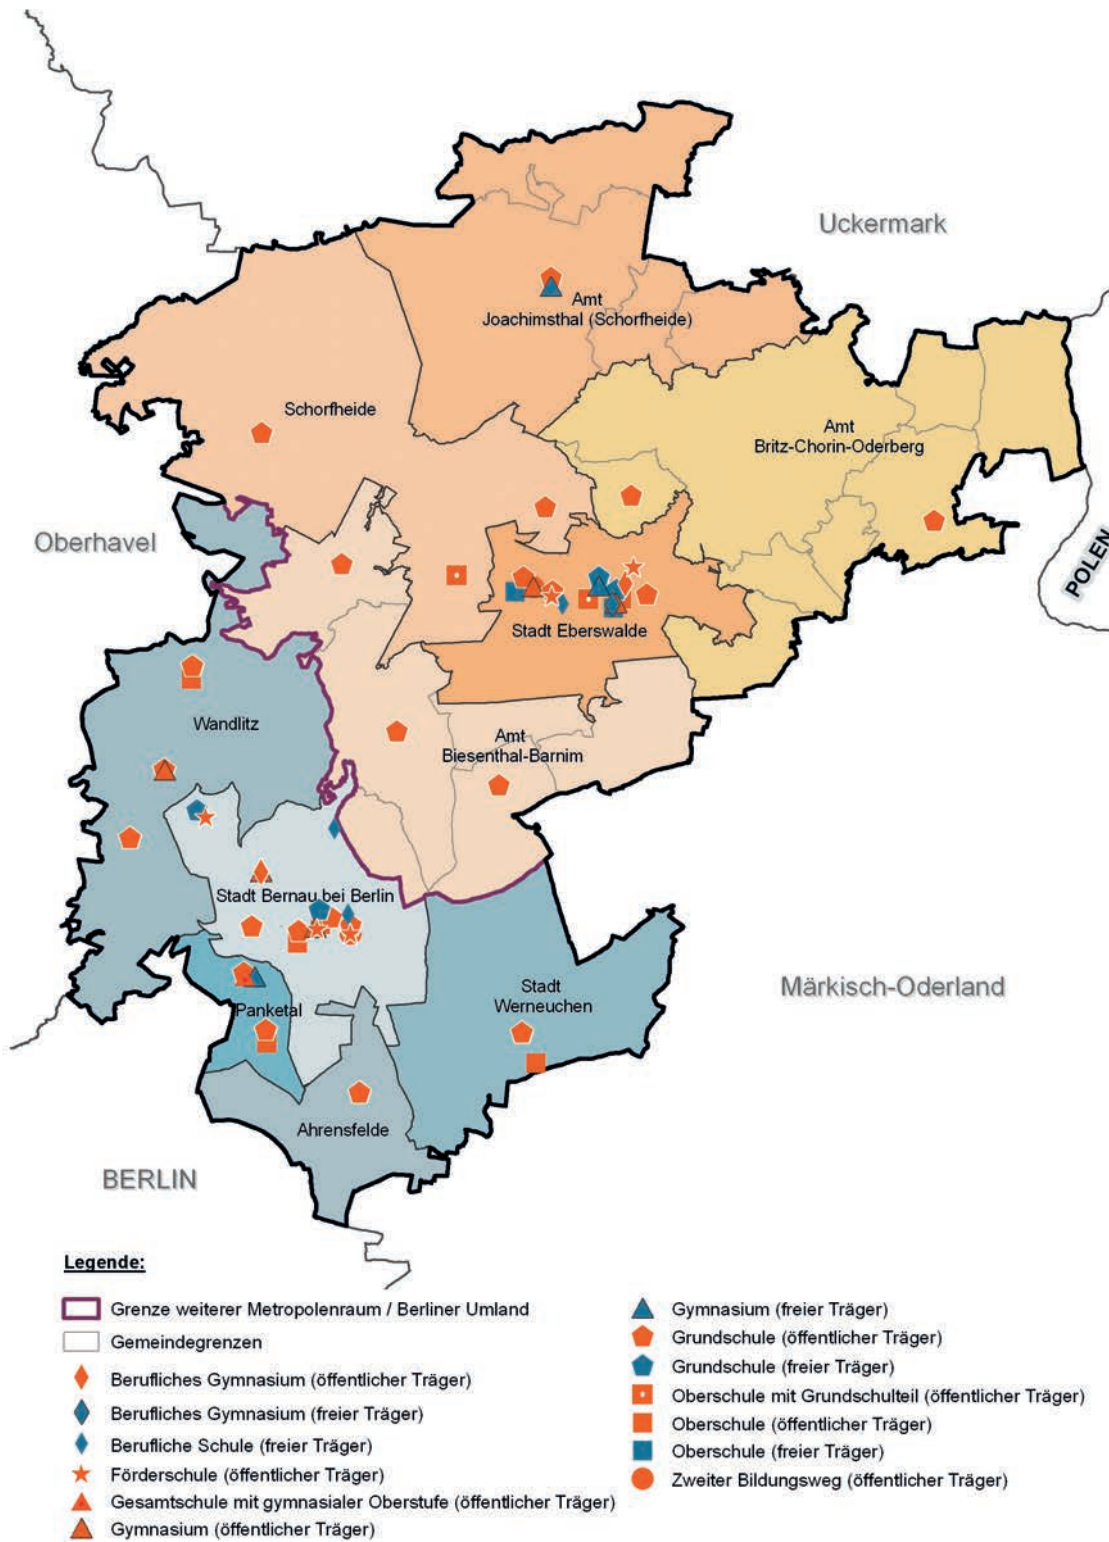 Uckermark
Amt
Joachimsthal (Schorfheide)
Schorfheide
Amt
Britz-Chorin-Oderberg
Oberhavel
POLEN
Stadt Eberswalde
Wandlitz
Amt
Biesenthal-Barnim
Stadt Bernau bei Berlin
Stadt
Werneuchen
Märkisch-Oderland
Panketal
Ahrensfelde
BERLIN
Legende:
Grenze weiterer Metropolenraum / Berliner Umland
Gemeindegrenzen
Berufliches Gymnasium (öffentlicher Träger)
Berufliches Gymnasium (freier Träger)
Berufliche Schule (freier Träger)
Förderschule (öffentlicher Träger)
Gesamtschule mit gymnasialer Oberstufe (öffentlicher Träger)
Gymnasium (öffentlicher Träger)
Gymnasium (freier Träger)
Grundschule (öffentlicher Träger)
Grundschule (freier Träger)
Oberschule mit Grundschulteil (öffentlicher Träger)
Oberschule (öffentlicher Träger)
Oberschule (freier Träger)
Zweiter Bildungsweg (öffentlicher Träger)